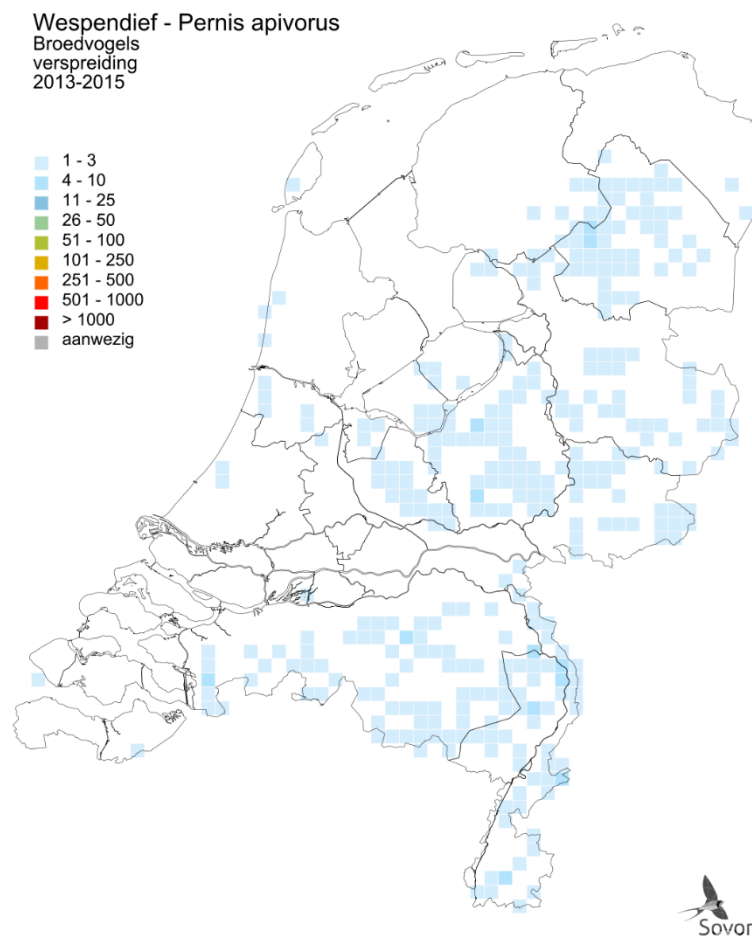 Wespendief - Pernis apivorus
Broedvogels
verspreiding
2013-2015
1 - 3
4 - 10
11 - 25
26 - 50
51 - 100
101 - 250
251 - 500
501 - 1000
> 1000
aanwezig
Sovon